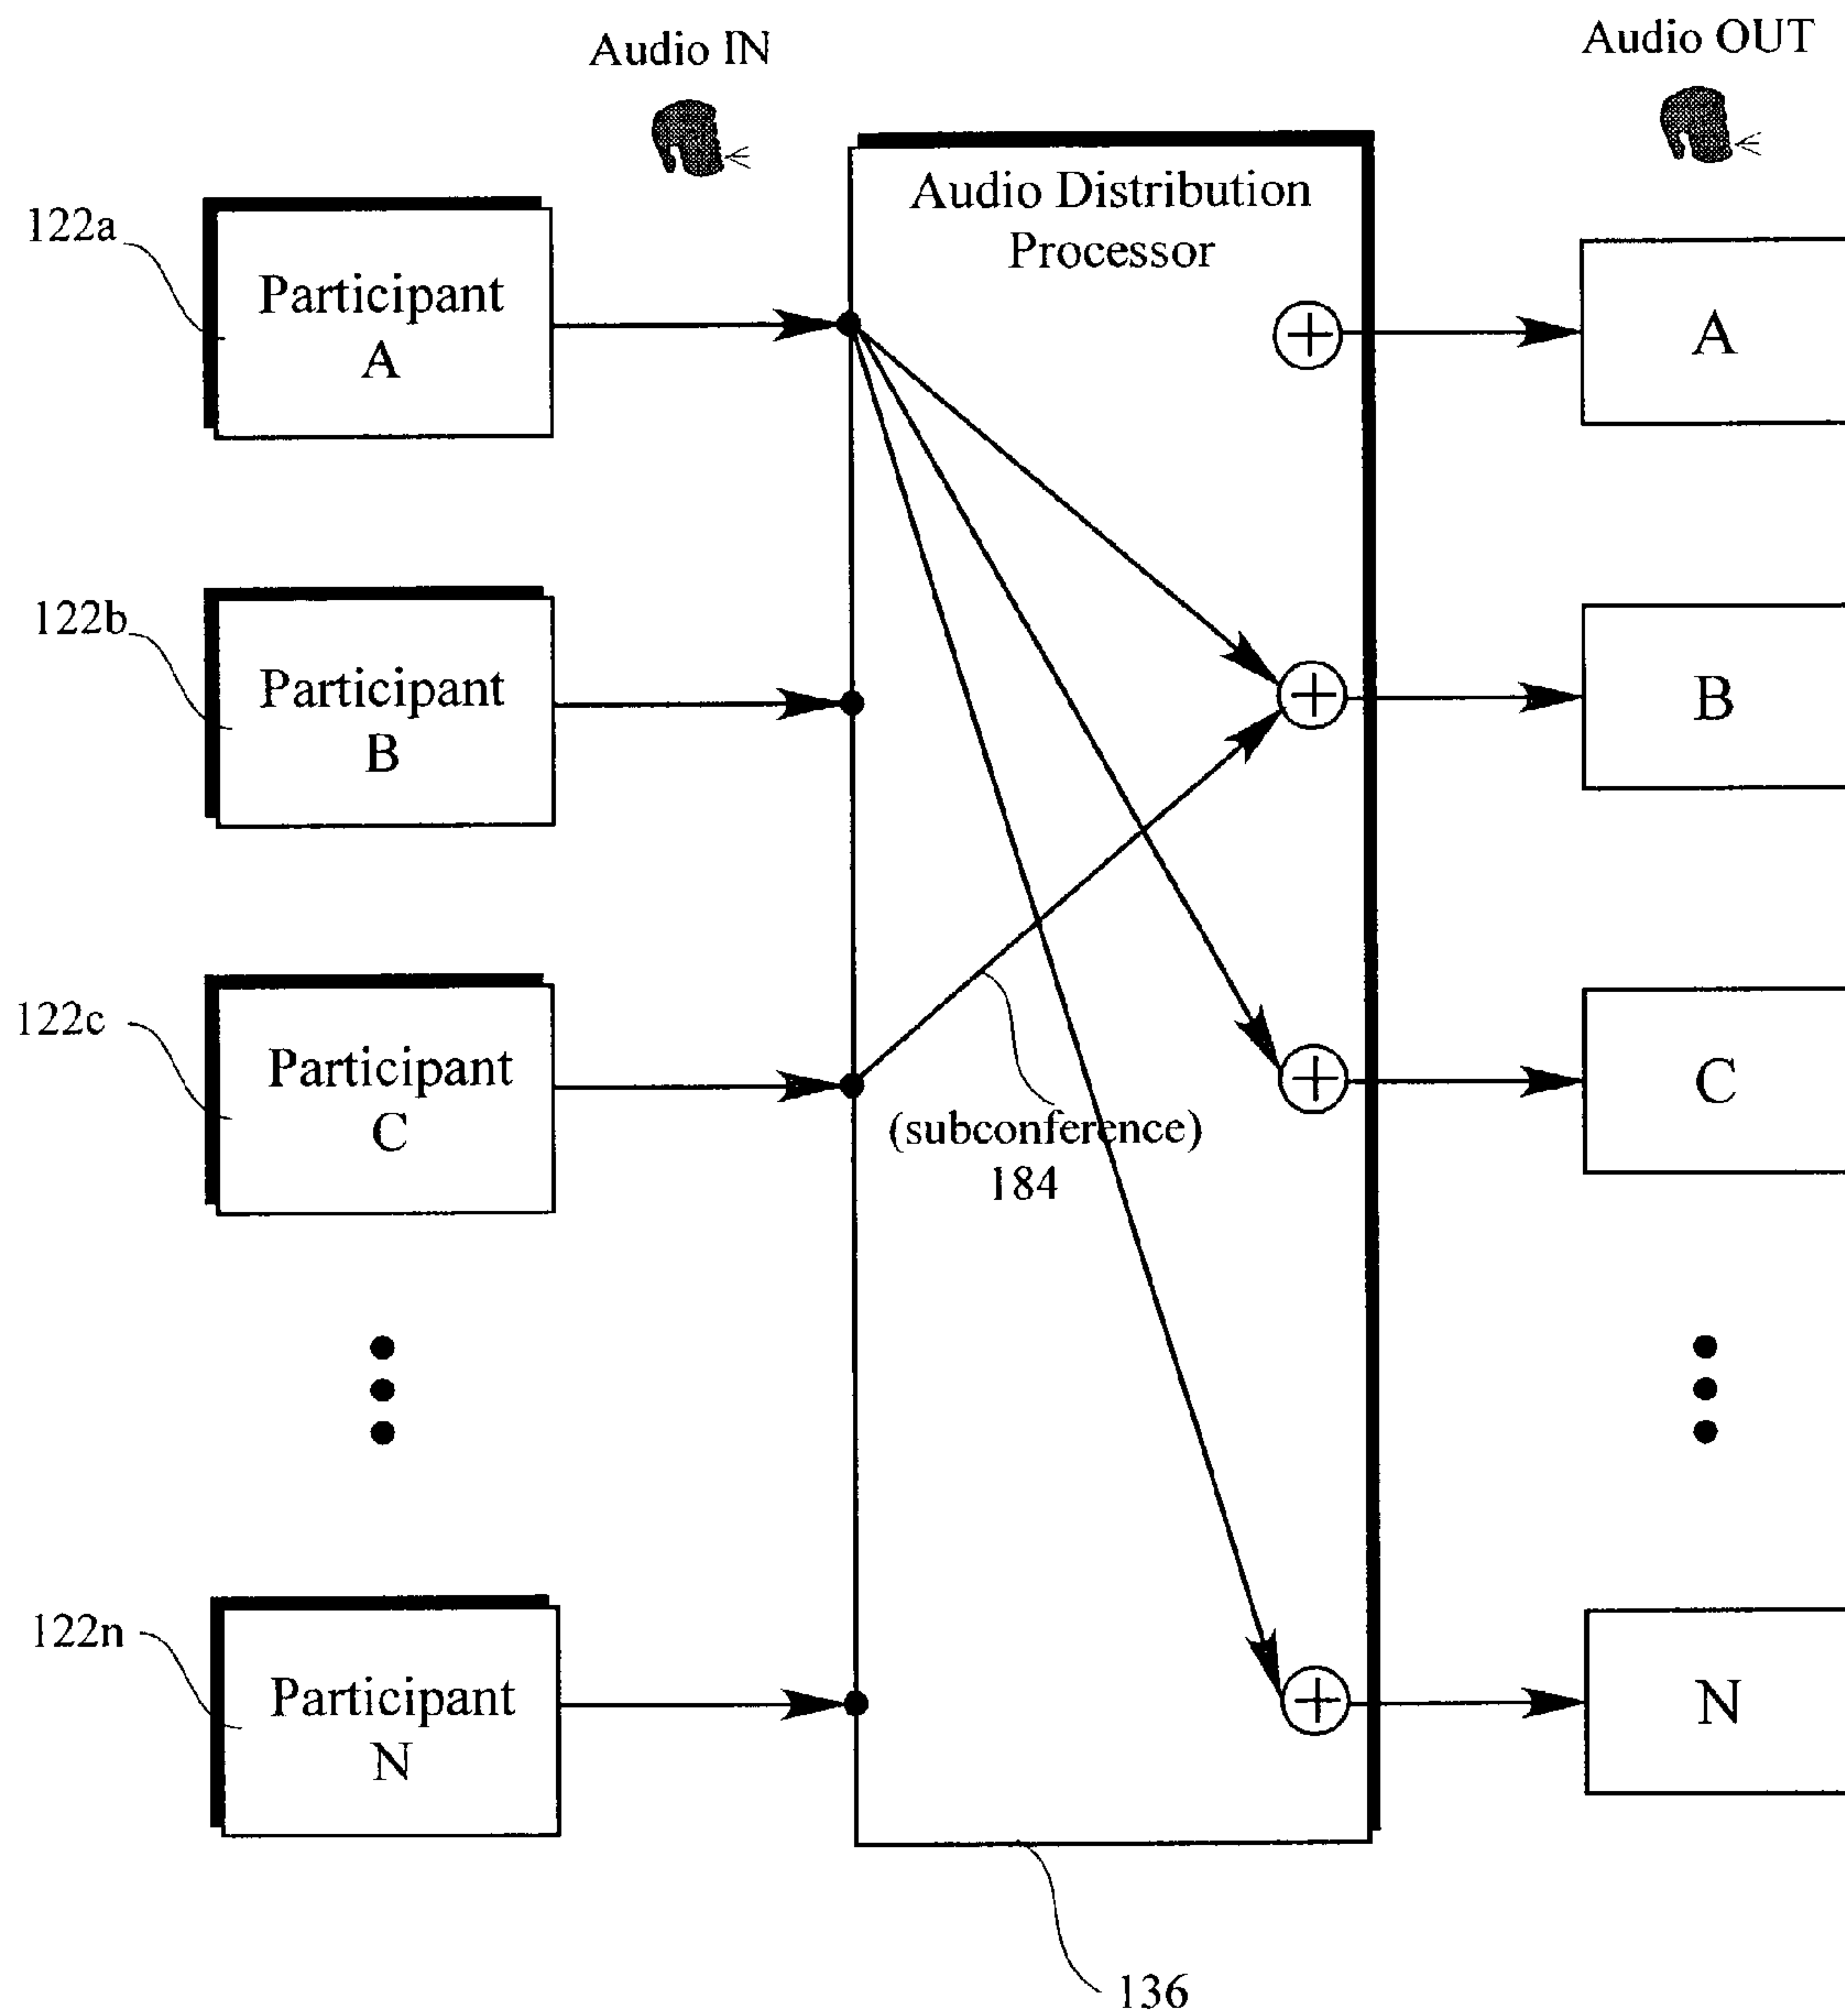 Audio IN
Audio OUT
Audio Distribution
Processor
122a
Participant
A
A
122b
Participant
B
B
122c
Participant
C
C
(subconference)
184
122n
Participant
N
N
136